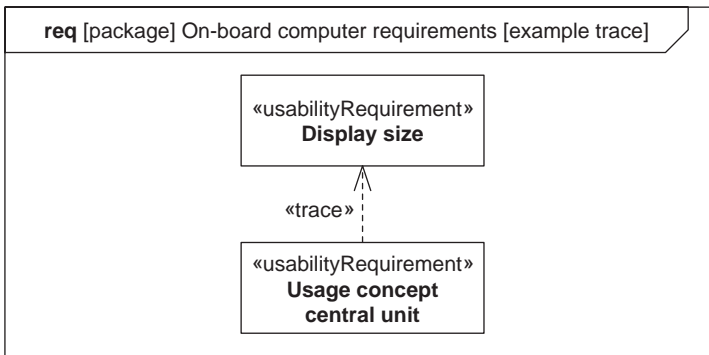 req [package] On-board computer requirements [example trace]
«usabilityRequirement»
Display size
«trace»
«usabilityRequirement»
Usage concept
central unit